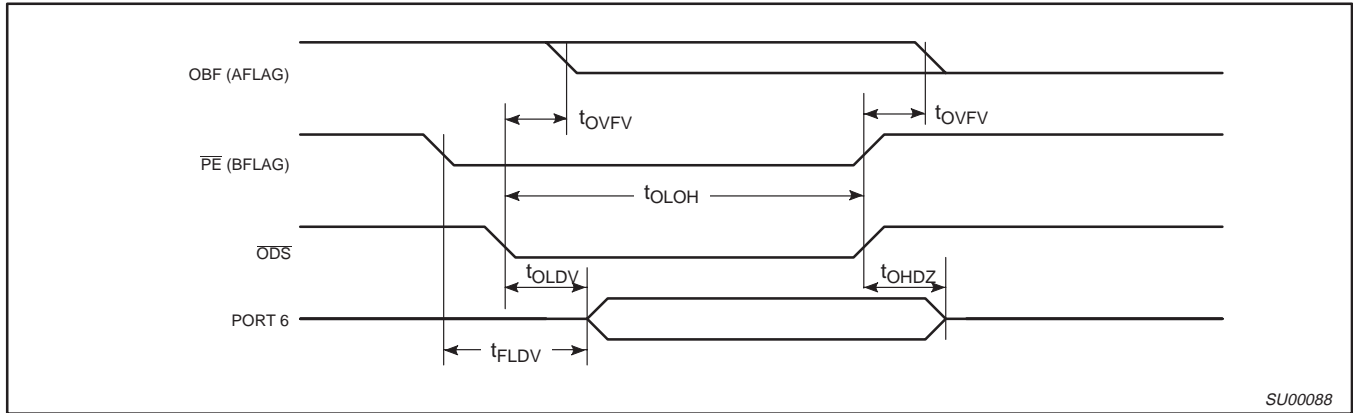 OBF (AFLAG)
tOVFV
tOVFV
PE (BFLAG)
tOLOH
ODS
tOLDV
tOHDZ
PORT 6
tFLDV
SU00088